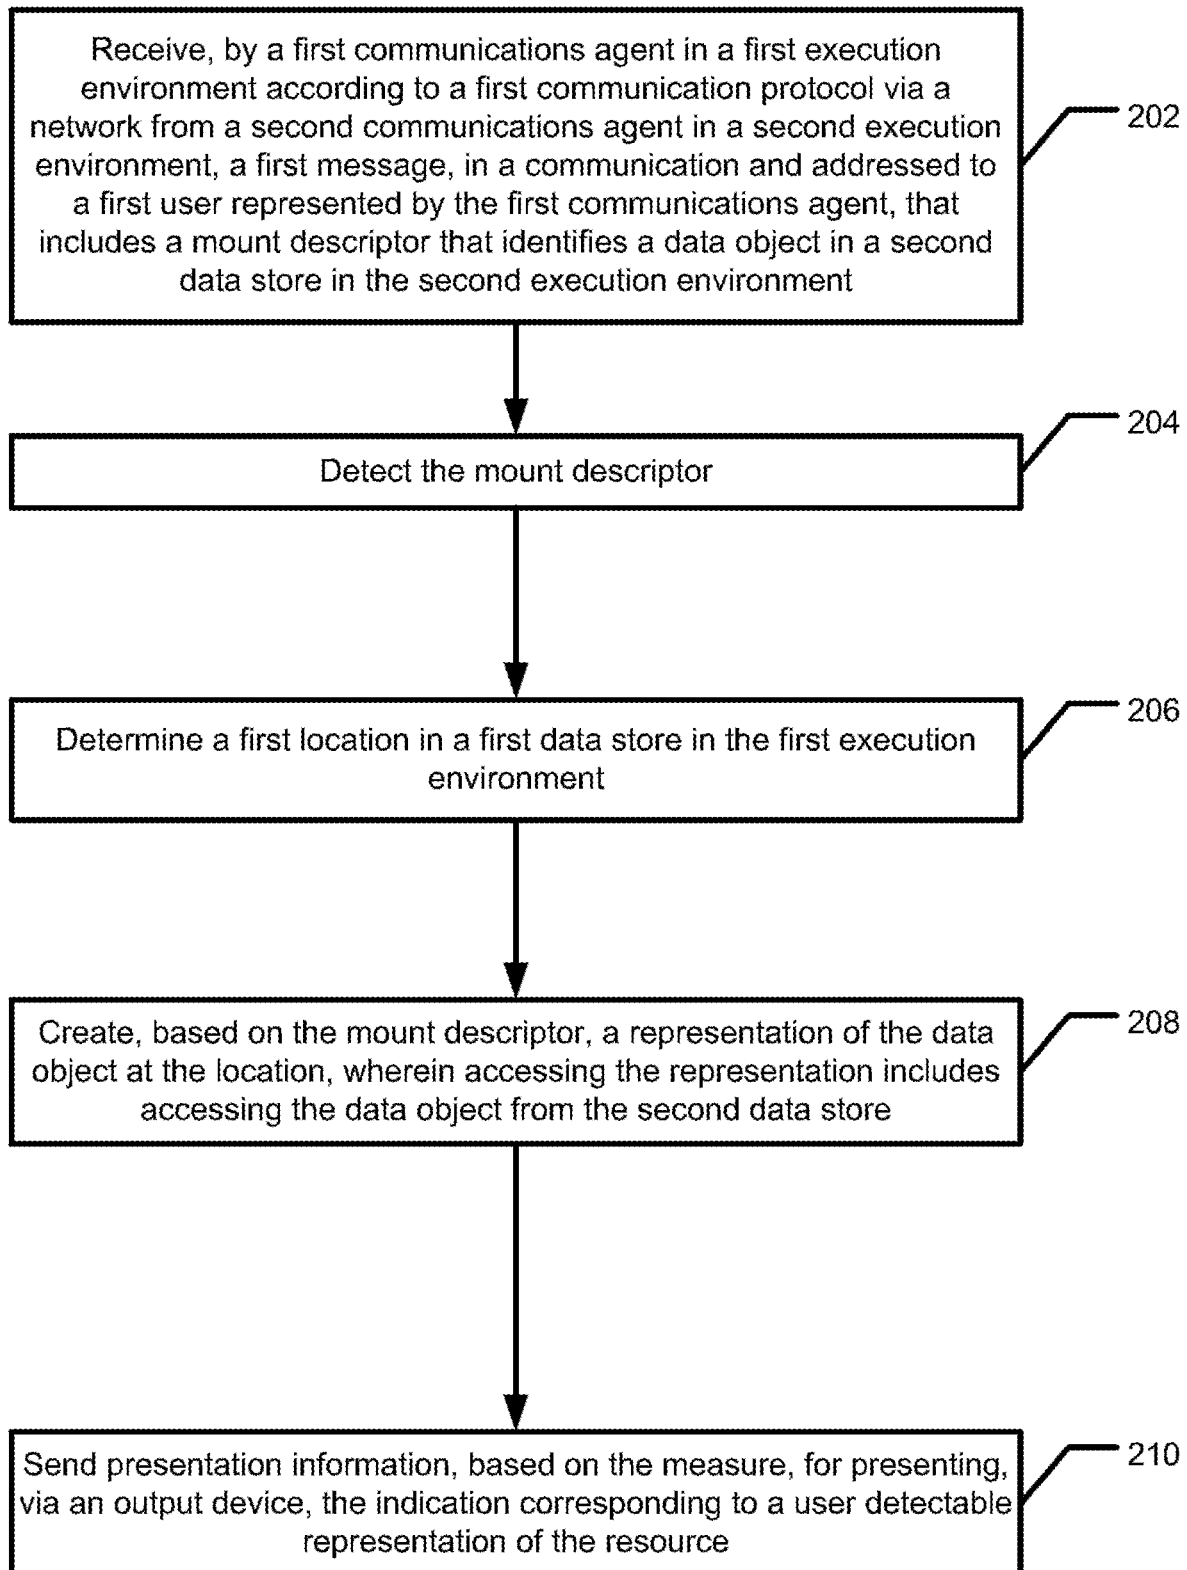 Receive, by a first communications agent in a first execution
environment according to a first communication protocol via a
network from a second communications agent in a second execution
environment, a first message, in a communication and addressed to
a first user represented by the first communications agent, that
includes a mount descriptor that identifies a data object in a second
data store in the second execution environment
202
204
Detect the mount descriptor
206
Determine a first location in a first data store in the first execution
environment
208
Create, based on the mount descriptor, a representation of the data
object at the location, wherein accessing the representation includes
accessing the data object from the second data store
210
Send presentation information, based on the measure, for presenting,
via an output device, the indication corresponding to a user detectable
representation of the resource